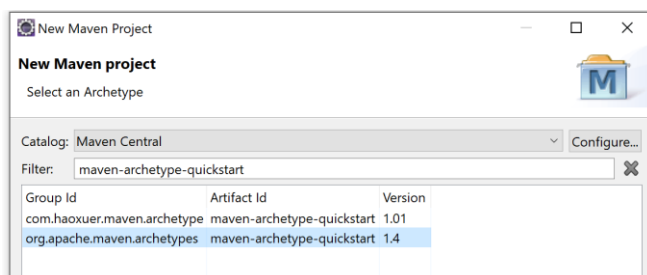 New Maven Project
New Maven project
Select an Archetype
M
Catalog: Maven Central Configure...
Filter: maven-archetype-quickstart
Group Id Artifact Id Version
com.haoxuer.maven.archetype maven-archetype-quickstart 1.01
org.apache.maven.archetypes maven-archetype-quickstart 1.4